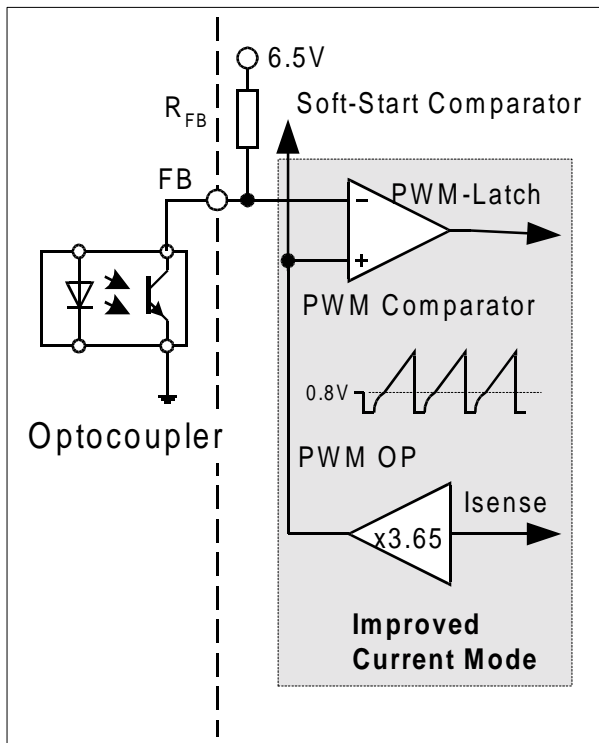 6.5V
R_FB
Soft-Start Comparator
FB
PWM-Latch
−
+
PWM Comparator
0.8V
Optocoupler
PWM OP
Isense
x3.65
Improved
Current Mode